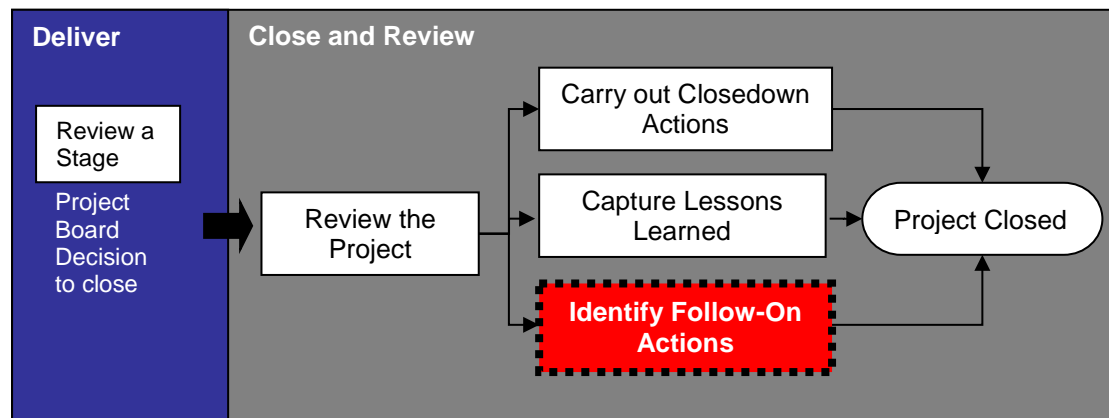 Deliver
Review a
Stage
Project
Board
Decision
to close
Close and Review
Review the
Project
Carry out Closedown
Actions
Capture Lessons
Learned
Identify Follow-On
Actions
Project Closed